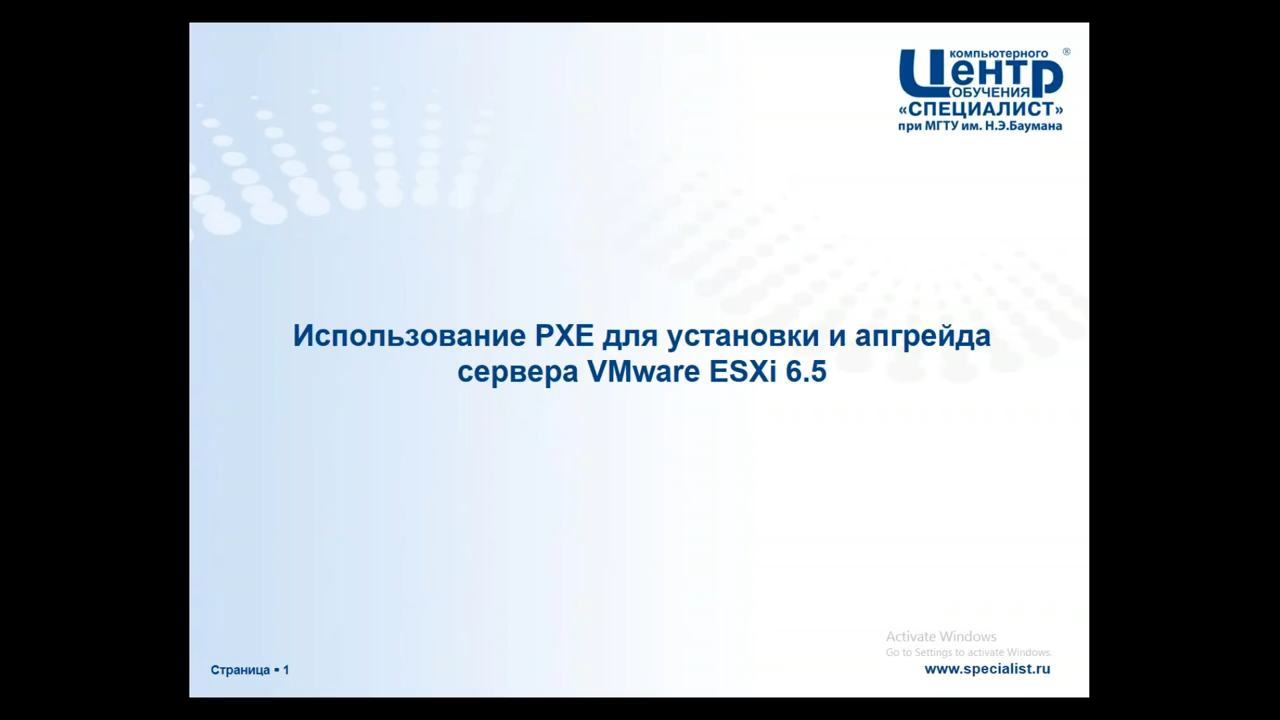 компьютерного
Центр
®
ОБУЧЕНИЯ
«СПЕЦИАЛИСТ»
при МГТУ им. Н.Э.Баумана
Использование PXE для установки и апгрейда
сервера VMware ESXi 6.5
Activate Windows
Go to Settings to activate Windows.
Страница ▪ 1
www.specialist.ru